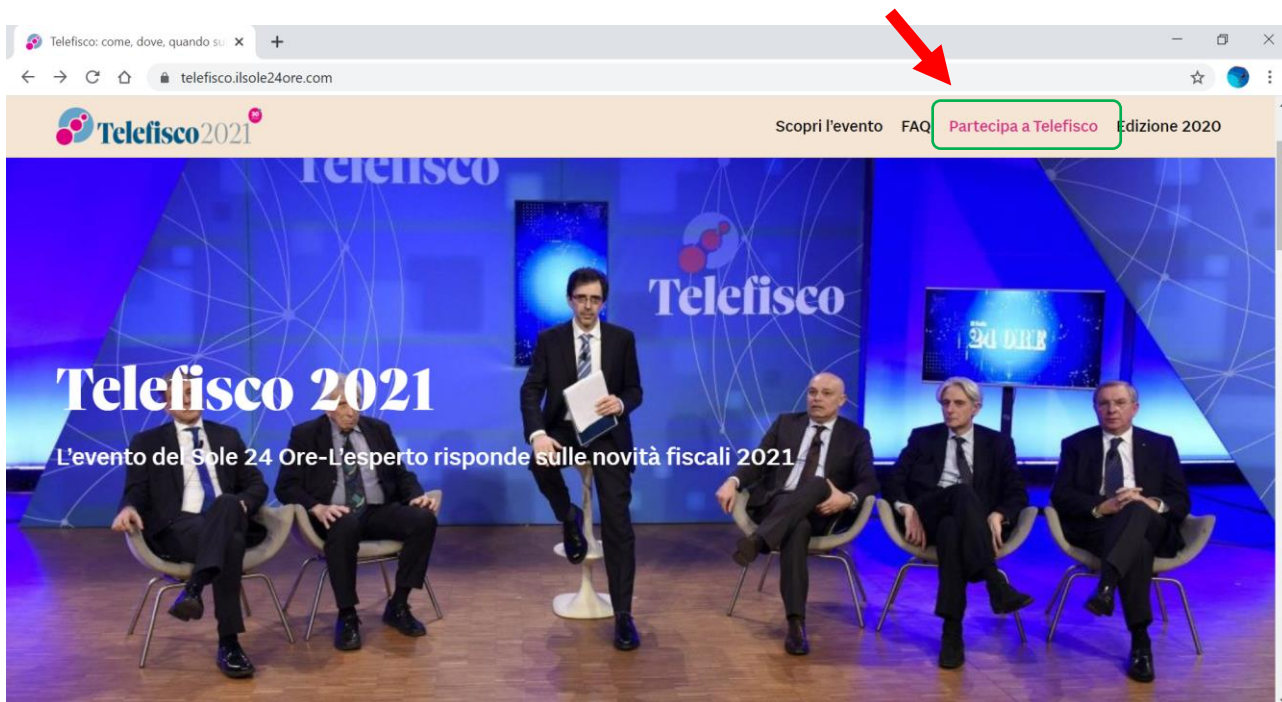 Telefisco: come, dove, quando su
telefisco.ilsole24ore.com
Telefisco2021
Scopri l'evento FAQ Partecipa a Telefisco Edizione 2020
Telefisco
Telefisco
24 ORE
Telefisco 2021
L'evento del Sole 24 Ore-L'esperto risponde sulle novità fiscali 2021